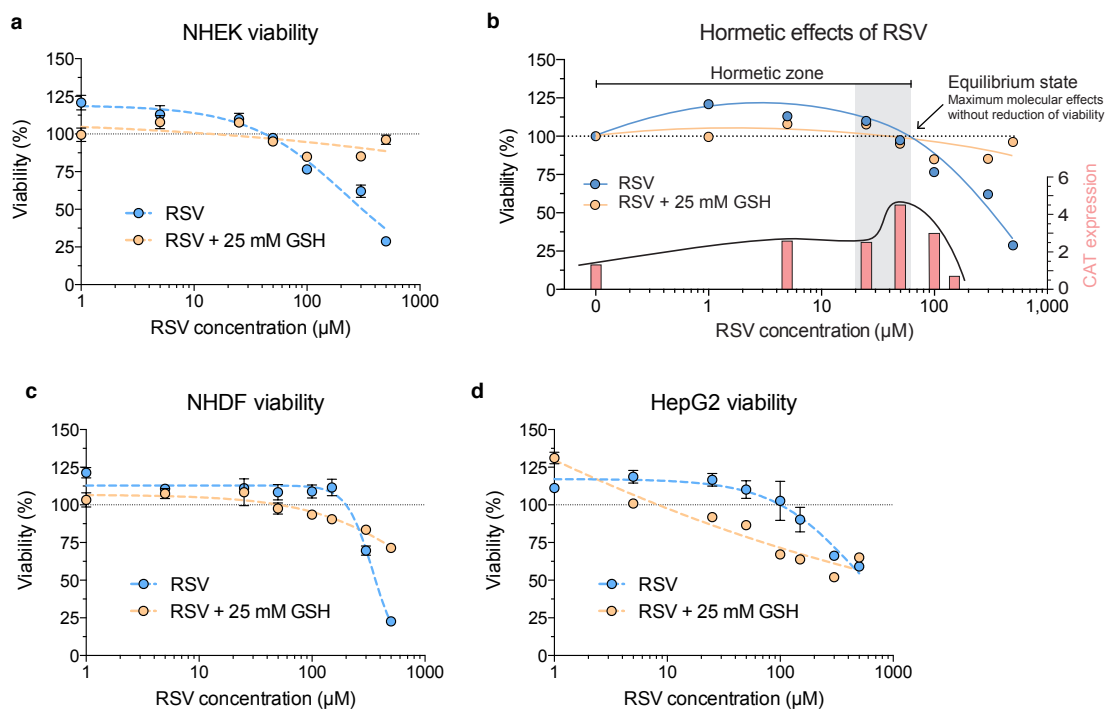 a
NHEK viability
150
125
100
75
50
25
0
Viability (%)
RSV
RSV + 25 mM GSH
1
10
100
1000
RSV concentration (µM)
b
Hormetic effects of RSV
150
125
100
75
50
25
0
Viability (%)
Hormetic zone
Equilibrium state
Maximum molecular effects
without reduction of viability
RSV
RSV + 25 mM GSH
6
5
4
3
2
1
0
CAT expression
0
1
10
100
1,000
RSV concentration (µM)
c
NHDF viability
150
125
100
75
50
25
0
Viability (%)
RSV
RSV + 25 mM GSH
1
10
100
1000
RSV concentration (µM)
d
HepG2 viability
150
125
100
75
50
25
0
Viability (%)
RSV
RSV + 25 mM GSH
1
10
100
1000
RSV concentration (µM)